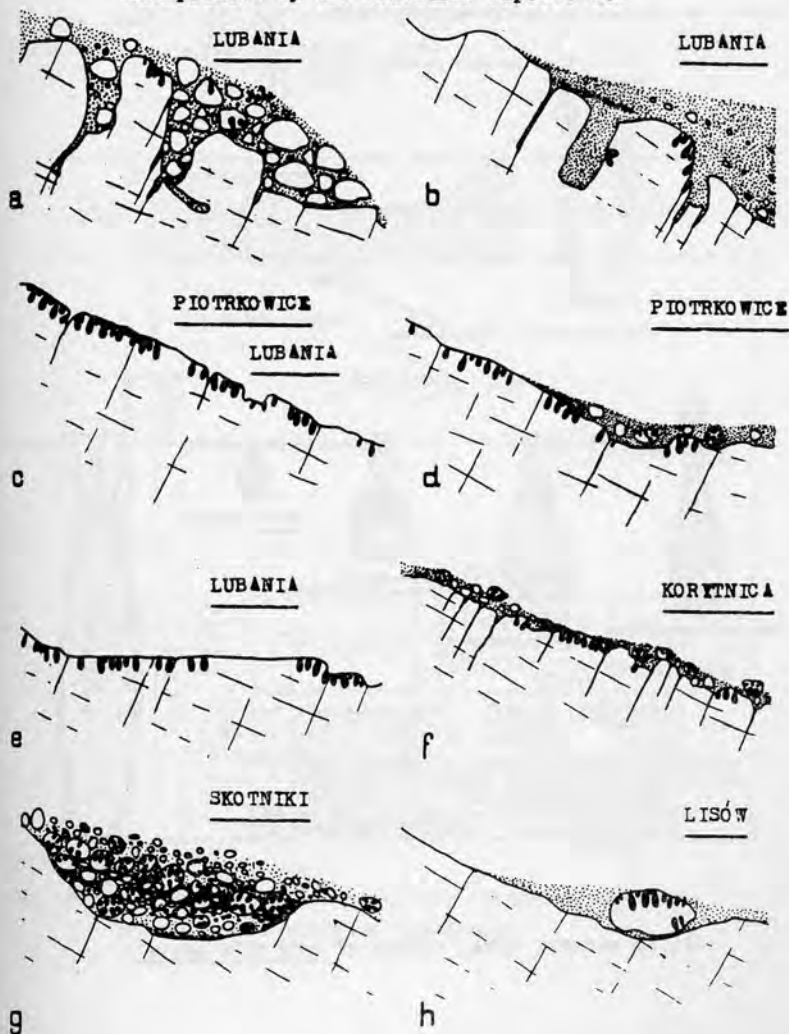 LUBANIA
LUBANIA
a
b
PIOTRKOWICE
LUBANIA
PIOTRKOWICE
c
d
LUBANIA
KORYTNICA
e
f
SKOTNIKI
LISÓW
g
h